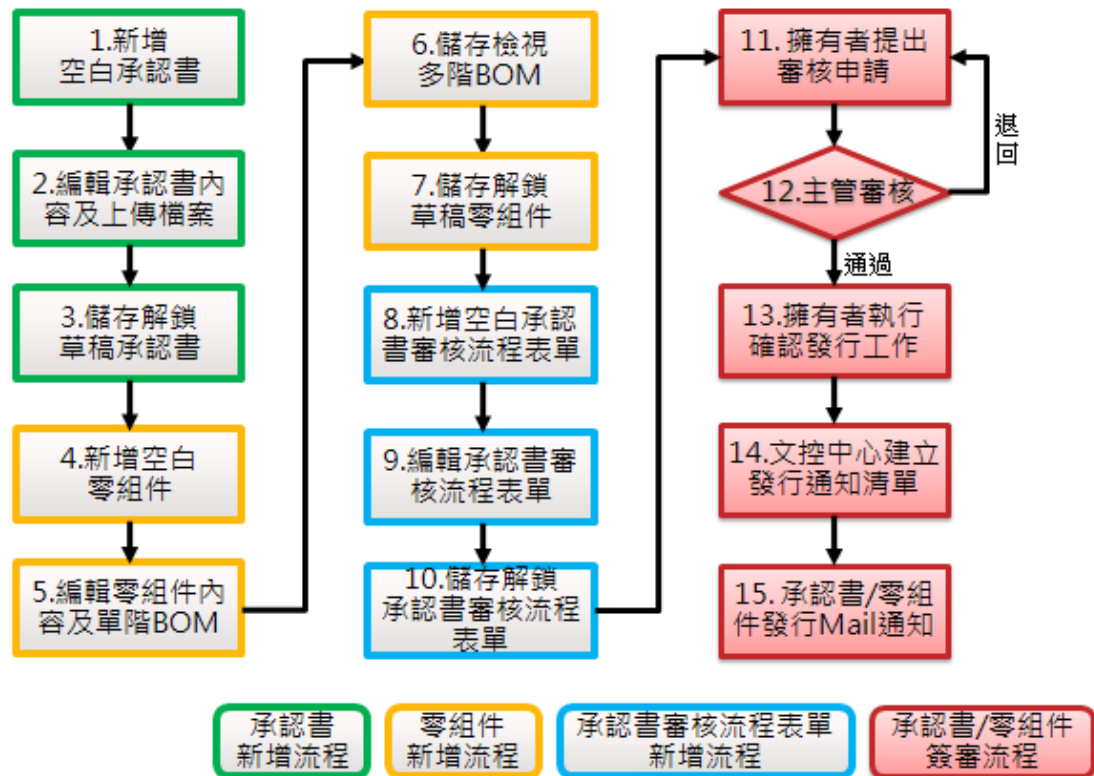 1.新增
空白承認書
2.編輯承認書內
容及上傳檔案
3.儲存解鎖
草稿承認書
4.新增空白
零組件
5.編輯零組件內
容及單階BOM
6.儲存檢視
多階BOM
7.儲存解鎖
草稿零組件
8.新增空白承認
書審核流程表單
9.編輯承認書審
核流程表單
10.儲存解鎖
承認書審核流程
表單
11.擁有者提出
審核申請
退
回
12.主管審核
通過
13.擁有者執行
確認發行工作
14.文控中心建立
發行通知清單
15.承認書/零組
件發行Mail通知
承認書
新增流程
零組件
新增流程
承認書審核流程表單
新增流程
承認書/零組件
簽審流程